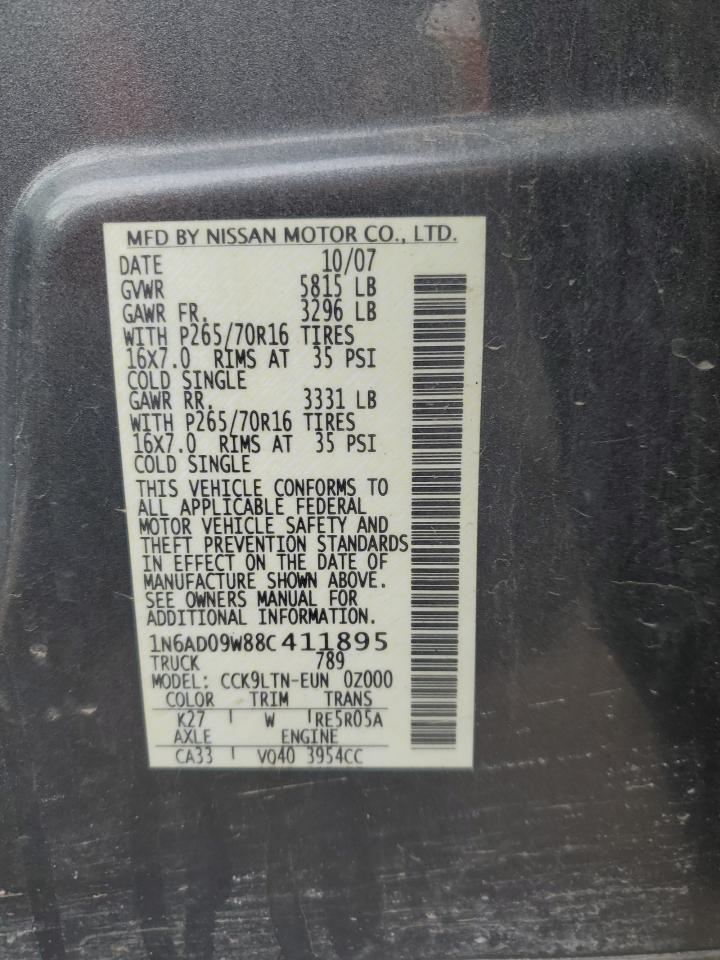 MFD BY NISSAN MOTOR CO., LTD.
DATE 10/07
GVWR 5815 LB
GAWR FR. 3296 LB
WITH P265/70R16 TIRES
16X7.0 RIMS AT 35 PSI
COLD SINGLE
GAWR RR. 3331 LB
WITH P265/70R16 TIRES
16X7.0 RIMS AT 35 PSI
COLD SINGLE
THIS VEHICLE CONFORMS TO
ALL APPLICABLE FEDERAL
MOTOR VEHICLE SAFETY AND
THEFT PREVENTION STANDARDS
IN EFFECT ON THE DATE OF
MANUFACTURE SHOWN ABOVE.
SEE OWNERS MANUAL FOR
ADDITIONAL INFORMATION.
1N6AD09W88C411895
TRUCK 789
MODEL: CCK9LTN-EUN 0Z000
COLOR TRIM TRANS
K27 W RE5R05A
AXLE ENGINE
CA33 VQ40 3954CC